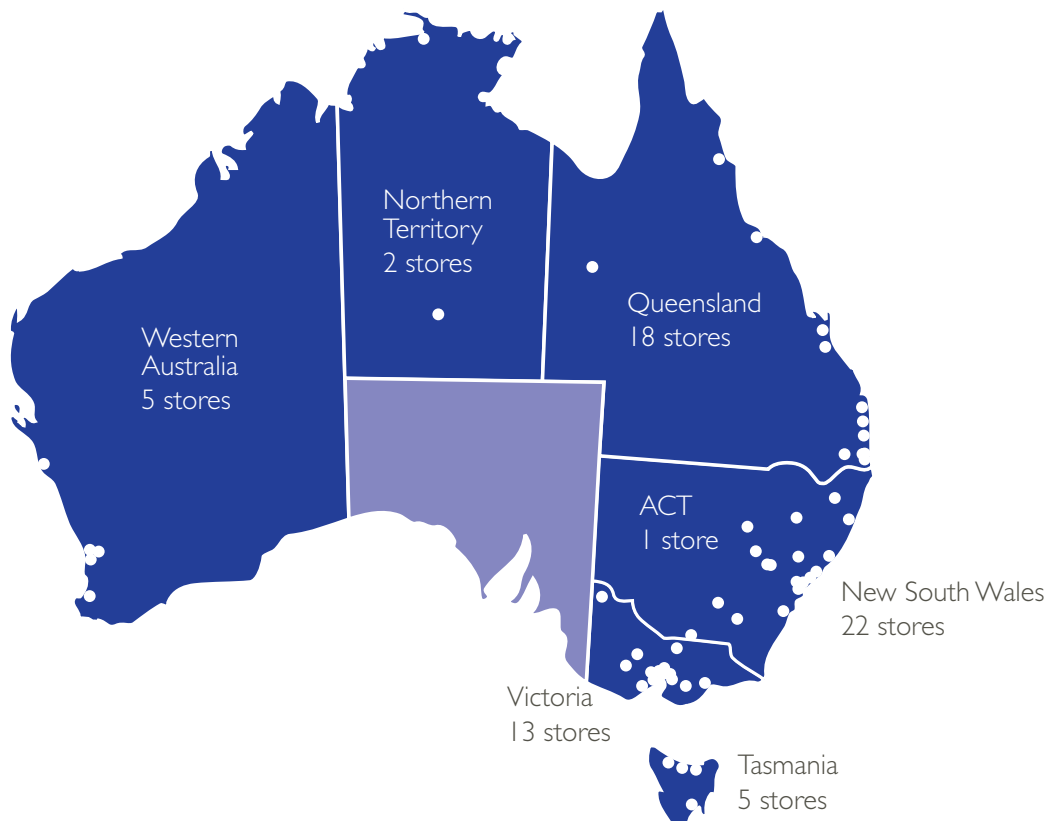 Northern
Territory
2 stores
Queensland
18 stores
Western
Australia
5 stores
ACT
1 store
New South Wales
22 stores
Victoria
13 stores
Tasmania
5 stores